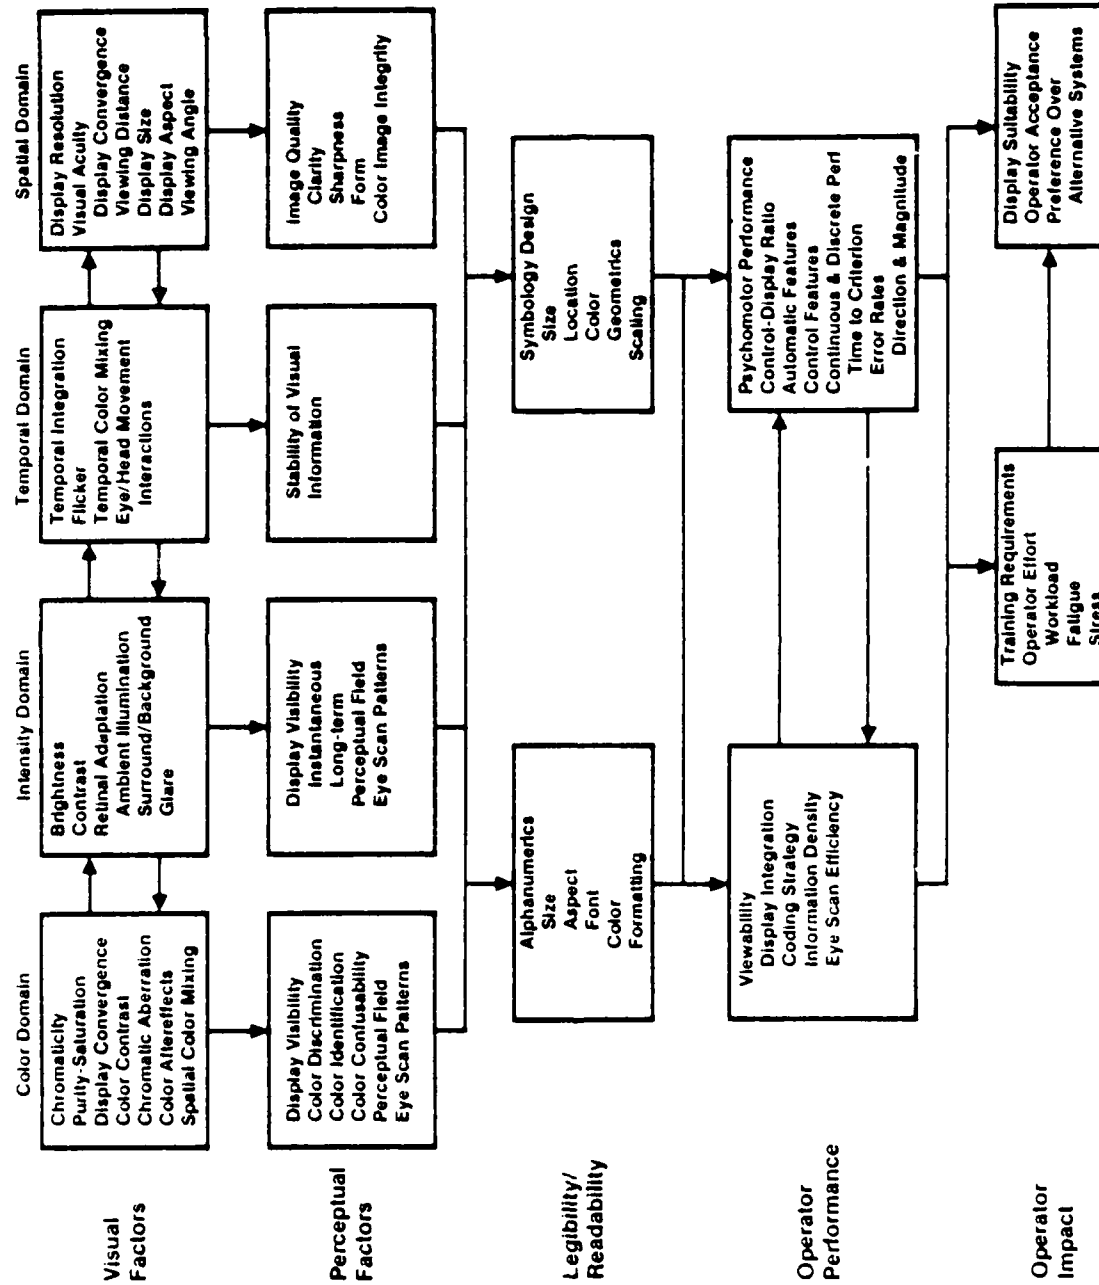 Color Domain
Intensity Domain
Temporal Domain
Spatial Domain
Visual
Factors
Chromaticity
Purity-Saturation
Display Convergence
Color Contrast
Chromatic Aberration
Color Aftereffects
Spatial Color Mixing
Brightness
Contrast
Retinal Adaptation
Ambient Illumination
Surround/Background
Glare
Temporal Integration
Flicker
Temporal Color Mixing
Eye/Head Movement
Interactions
Display Resolution
Visual Acuity
Display Convergence
Viewing Distance
Display Size
Display Aspect
Viewing Angle
Perceptual
Factors
Display Visibility
Color Discrimination
Color Identification
Color Confusability
Perceptual Field
Eye Scan Patterns
Display Visibility
Instantaneous
Long-term
Perceptual Field
Eye Scan Patterns
Stability of Visual
Information
Image Quality
Clarity
Sharpness
Form
Color Image Integrity
Legibility/
Readability
Alphanumerics
Size
Aspect
Font
Color
Formatting
Symbology Design
Size
Location
Color
Geometrics
Scaling
Operator
Performance
Viewability
Display Integration
Coding Strategy
Information Density
Eye Scan Efficiency
Psychomotor Performance
Control-Display Ratio
Automatic Features
Control Features
Continuous & Discrete Perf
Time to Criterion
Error Rates
Direction & Magnitude
Operator
Impact
Training Requirements
Operator Effort
Workload
Fatigue
Stress
Display Suitability
Operator Acceptance
Preference Over
Alternative Systems